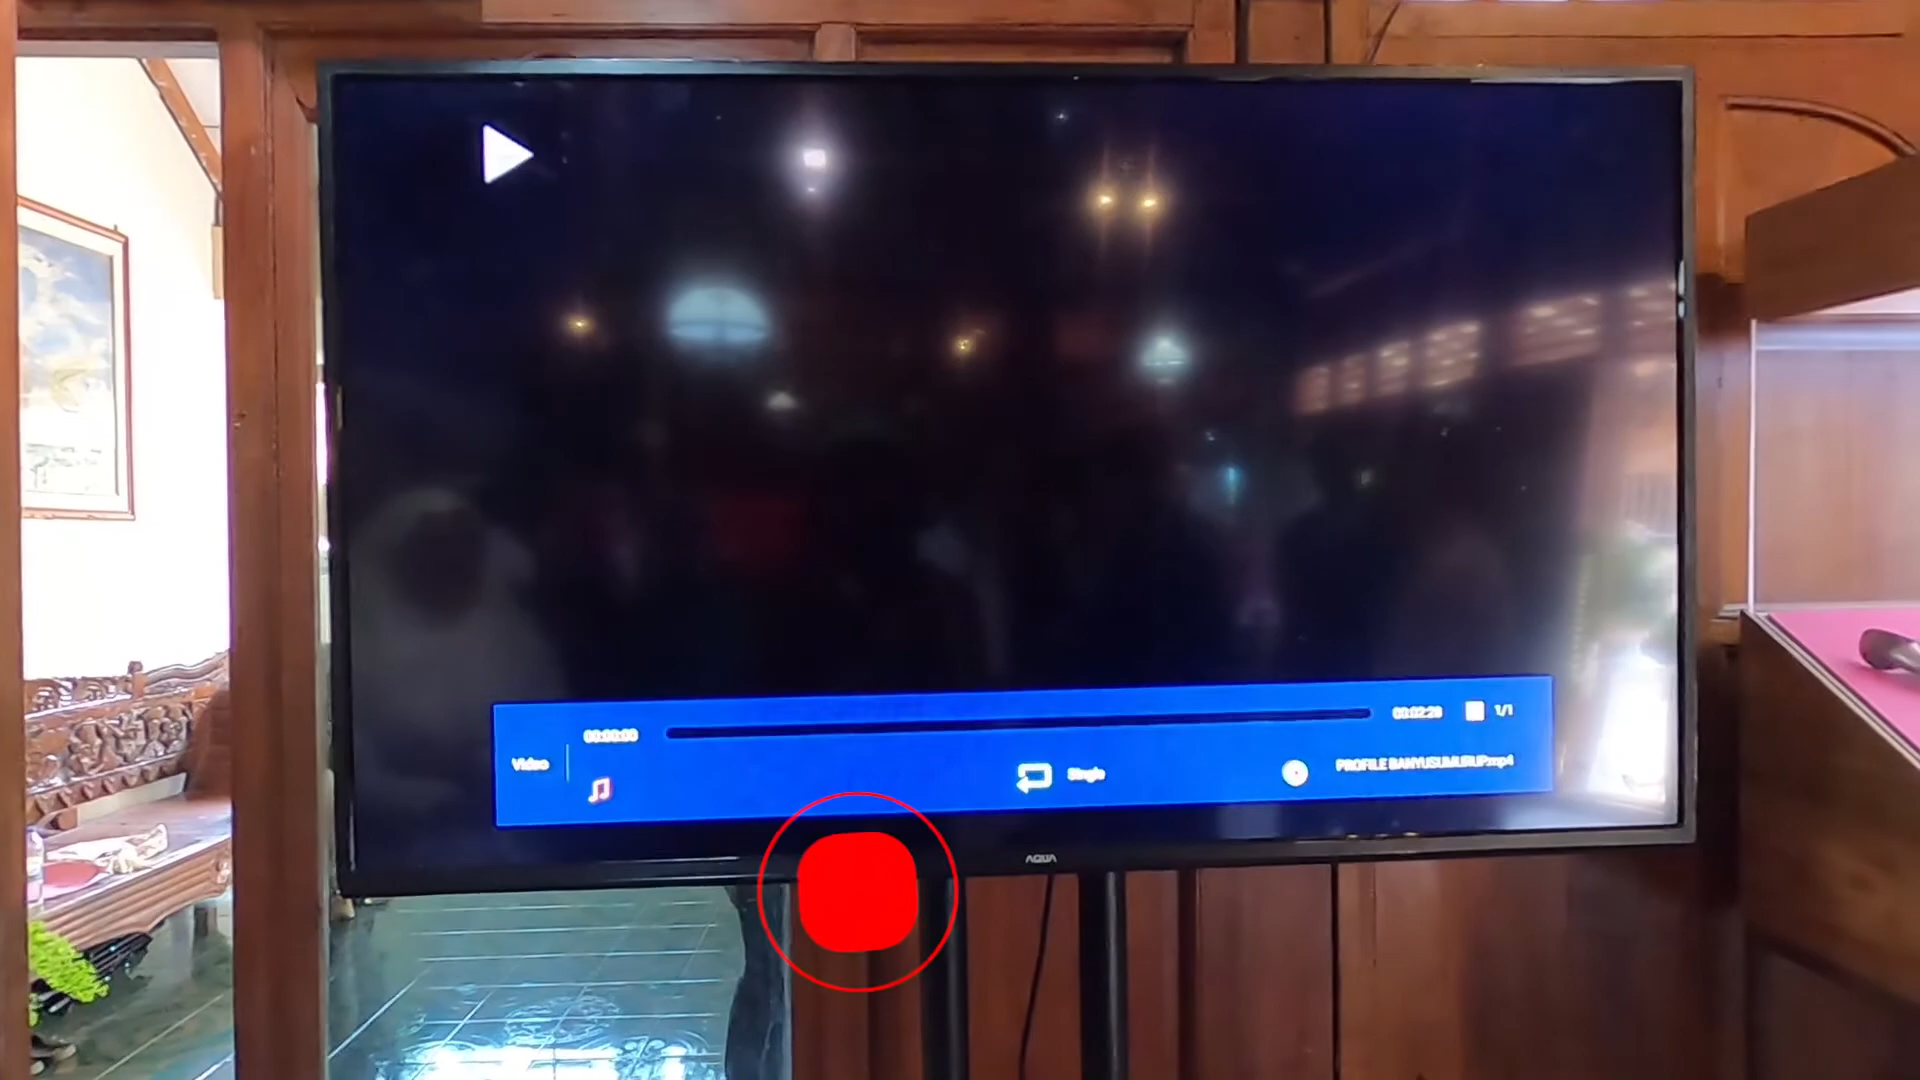 00:00:00
00:02:28
1/1
Video
Single
PROFILE BANYUSUMURUP.mp4
AQUA